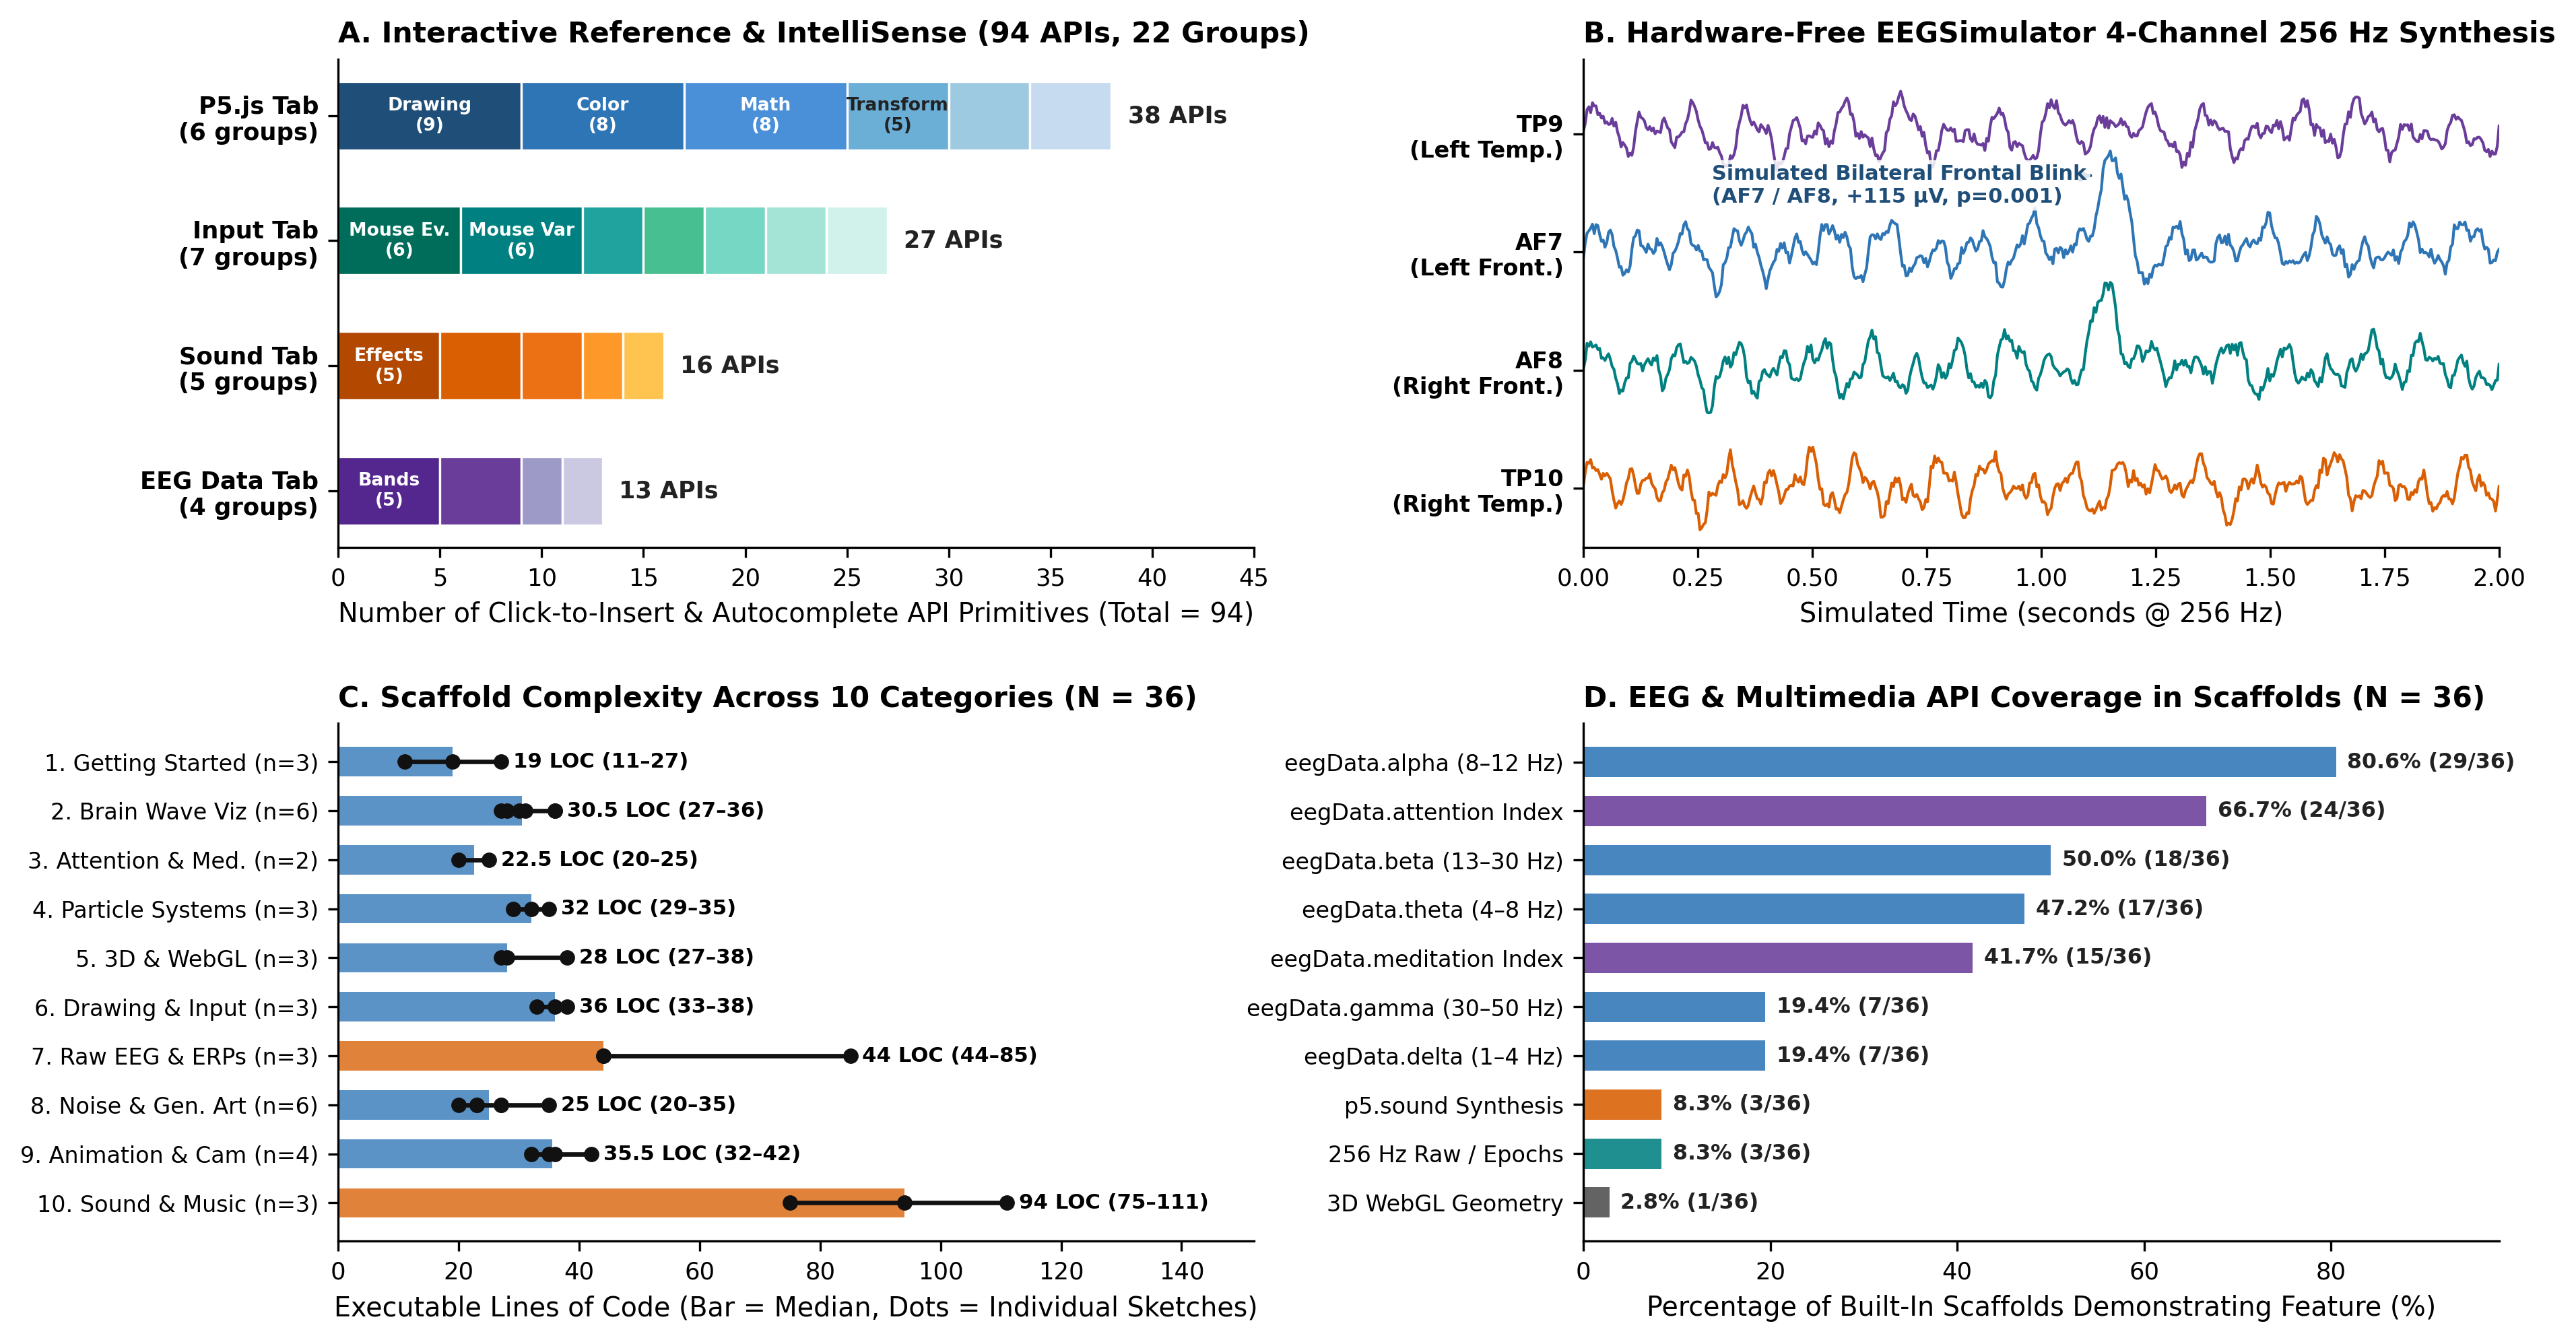 A. Interactive Reference & IntelliSense (94 APIs, 22 Groups)
P5.js Tab
(6 groups)
Drawing
(9)
Color
(8)
Math
(8)
Transform
(5)
38 APIs
Input Tab
(7 groups)
Mouse Ev.
(6)
Mouse Var
(6)
27 APIs
Sound Tab
(5 groups)
Effects
(5)
16 APIs
EEG Data Tab
(4 groups)
Bands
(5)
13 APIs
0 5 10 15 20 25 30 35 40 45
Number of Click-to-Insert & Autocomplete API Primitives (Total = 94)
B. Hardware-Free EEGSimulator 4-Channel 256 Hz Synthesis
TP9
(Left Temp.)
Simulated Bilateral Frontal Blink
(AF7 / AF8, +115 µV, p=0.001)
AF7
(Left Front.)
AF8
(Right Front.)
TP10
(Right Temp.)
0.00 0.25 0.50 0.75 1.00 1.25 1.50 1.75 2.00
Simulated Time (seconds @ 256 Hz)
C. Scaffold Complexity Across 10 Categories (N = 36)
1. Getting Started (n=3) 19 LOC (11–27)
2. Brain Wave Viz (n=6) 30.5 LOC (27–36)
3. Attention & Med. (n=2) 22.5 LOC (20–25)
4. Particle Systems (n=3) 32 LOC (29–35)
5. 3D & WebGL (n=3) 28 LOC (27–38)
6. Drawing & Input (n=3) 36 LOC (33–38)
7. Raw EEG & ERPs (n=3) 44 LOC (44–85)
8. Noise & Gen. Art (n=6) 25 LOC (20–35)
9. Animation & Cam (n=4) 35.5 LOC (32–42)
10. Sound & Music (n=3) 94 LOC (75–111)
0 20 40 60 80 100 120 140
Executable Lines of Code (Bar = Median, Dots = Individual Sketches)
D. EEG & Multimedia API Coverage in Scaffolds (N = 36)
eegData.alpha (8–12 Hz) 80.6% (29/36)
eegData.attention Index 66.7% (24/36)
eegData.beta (13–30 Hz) 50.0% (18/36)
eegData.theta (4–8 Hz) 47.2% (17/36)
eegData.meditation Index 41.7% (15/36)
eegData.gamma (30–50 Hz) 19.4% (7/36)
eegData.delta (1–4 Hz) 19.4% (7/36)
p5.sound Synthesis 8.3% (3/36)
256 Hz Raw / Epochs 8.3% (3/36)
3D WebGL Geometry 2.8% (1/36)
0 20 40 60 80
Percentage of Built-In Scaffolds Demonstrating Feature (%)